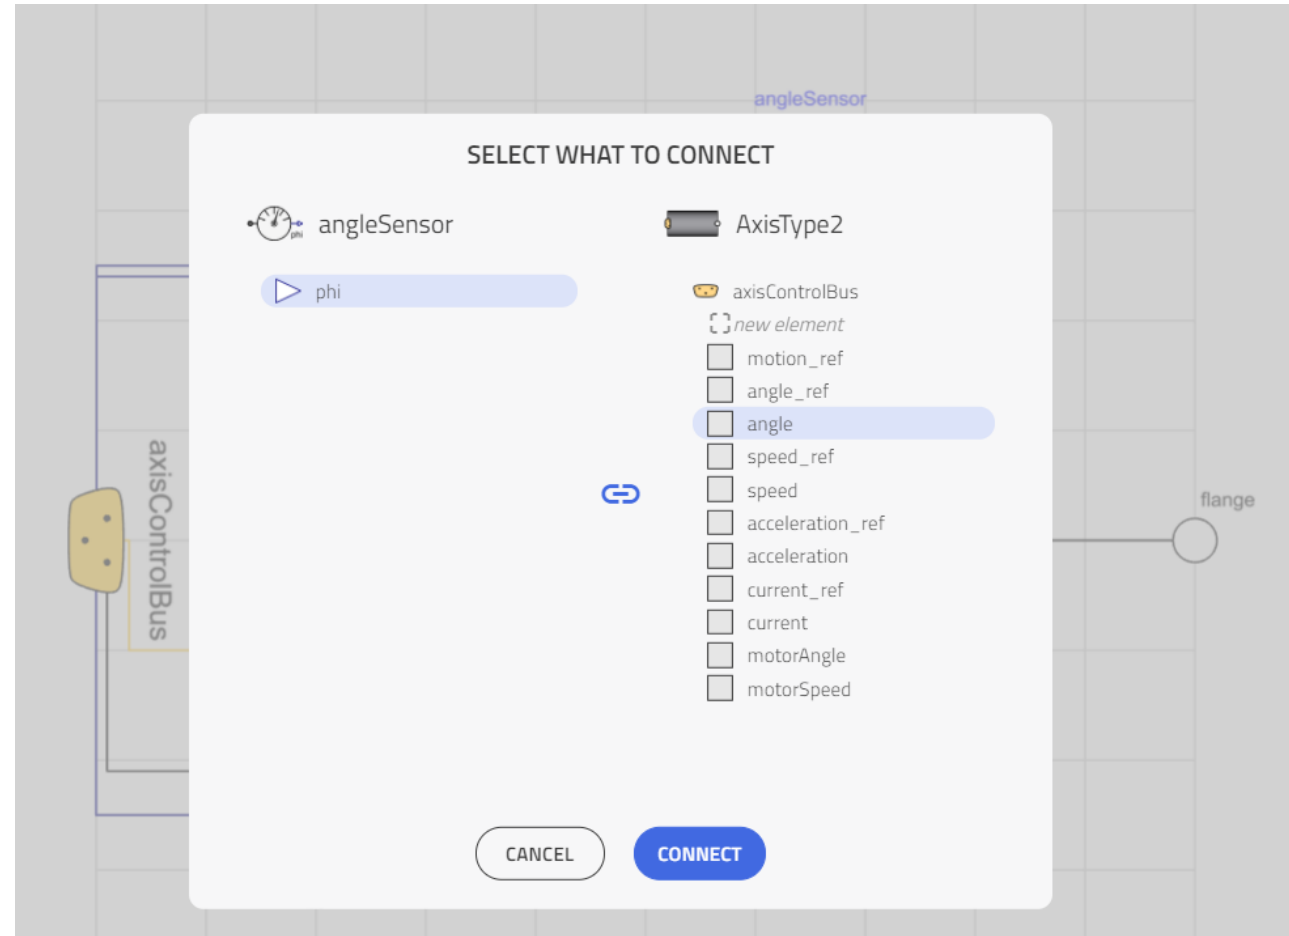 angleSensor
SELECT WHAT TO CONNECT
angleSensor
AxisType2
phi
phi
axisControlBus
new element
motion_ref
angle_ref
angle
speed_ref
speed
acceleration_ref
acceleration
current_ref
current
motorAngle
motorSpeed
axisControlBus
flange
CANCEL
CONNECT